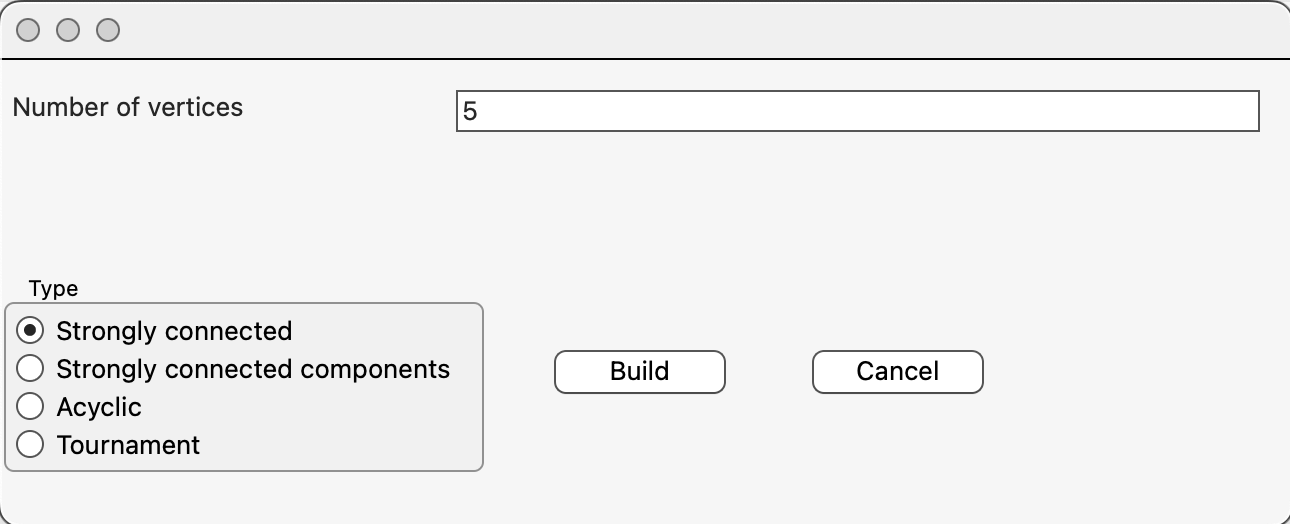 Number of vertices 5
Type
Strongly connected
Strongly connected components
Acyclic
Tournament
Build Cancel